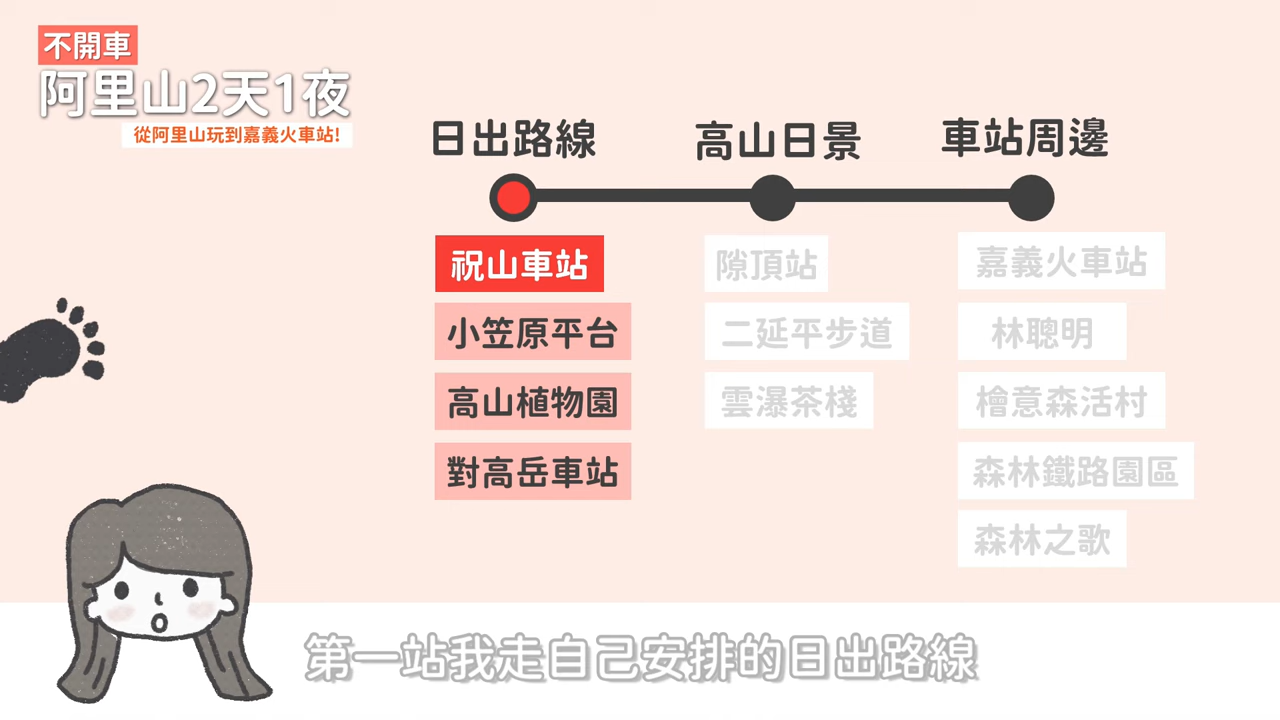 不開車
阿里山2天1夜
從阿里山玩到嘉義火車站!
日出路線
高山日景
車站周邊
祝山車站
小笠原平台
高山植物園
對高岳車站
隙頂站
二延平步道
雲瀑茶棧
嘉義火車站
林聰明
檜意森活村
森林鐵路園區
森林之歌
第一站我走自己安排的日出路線